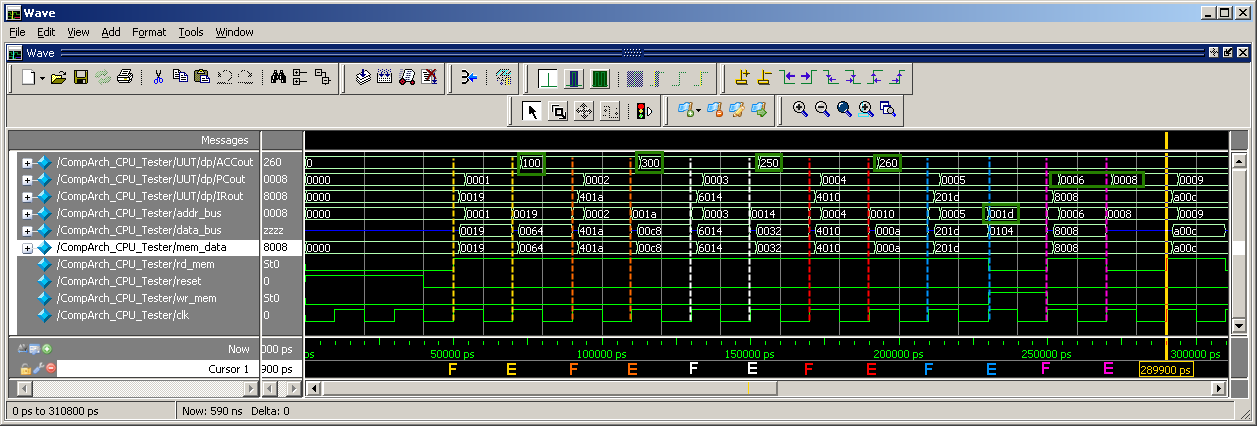 Wave
File Edit View Add Format Tools Window
Wave
Messages
/CompArch_CPU_Tester/UUT/dp/ACCout 260 0 100 300 250 260
/CompArch_CPU_Tester/UUT/dp/PCout 0008 0000 0001 0002 0003 0004 0005 0006 0008 0009
/CompArch_CPU_Tester/UUT/dp/IRout 8008 0000 0019 401a 6014 4010 201d 8008 a00c
/CompArch_CPU_Tester/addr_bus 0008 0000 0001 0019 0002 001a 0003 0014 0004 0010 0005 001d 0006 0008 0009
/CompArch_CPU_Tester/data_bus zzzz 0019 0064 401a 00c8 6014 0032 4010 000a 201d 0104 8008 a00c
/CompArch_CPU_Tester/mem_data 8008 0000 0019 0064 401a 00c8 6014 0032 4010 000a 201d 8008 a00c
/CompArch_CPU_Tester/rd_mem St0
/CompArch_CPU_Tester/reset 0
/CompArch_CPU_Tester/wr_mem St0
/CompArch_CPU_Tester/clk 0
Now 000 ps ps 50000 ps 100000 ps 150000 ps 200000 ps 250000 ps 300000 ps
Cursor 1 900 ps F E F E F E F E F E F E 289900 ps
0 ps to 310800 ps Now: 590 ns Delta: 0